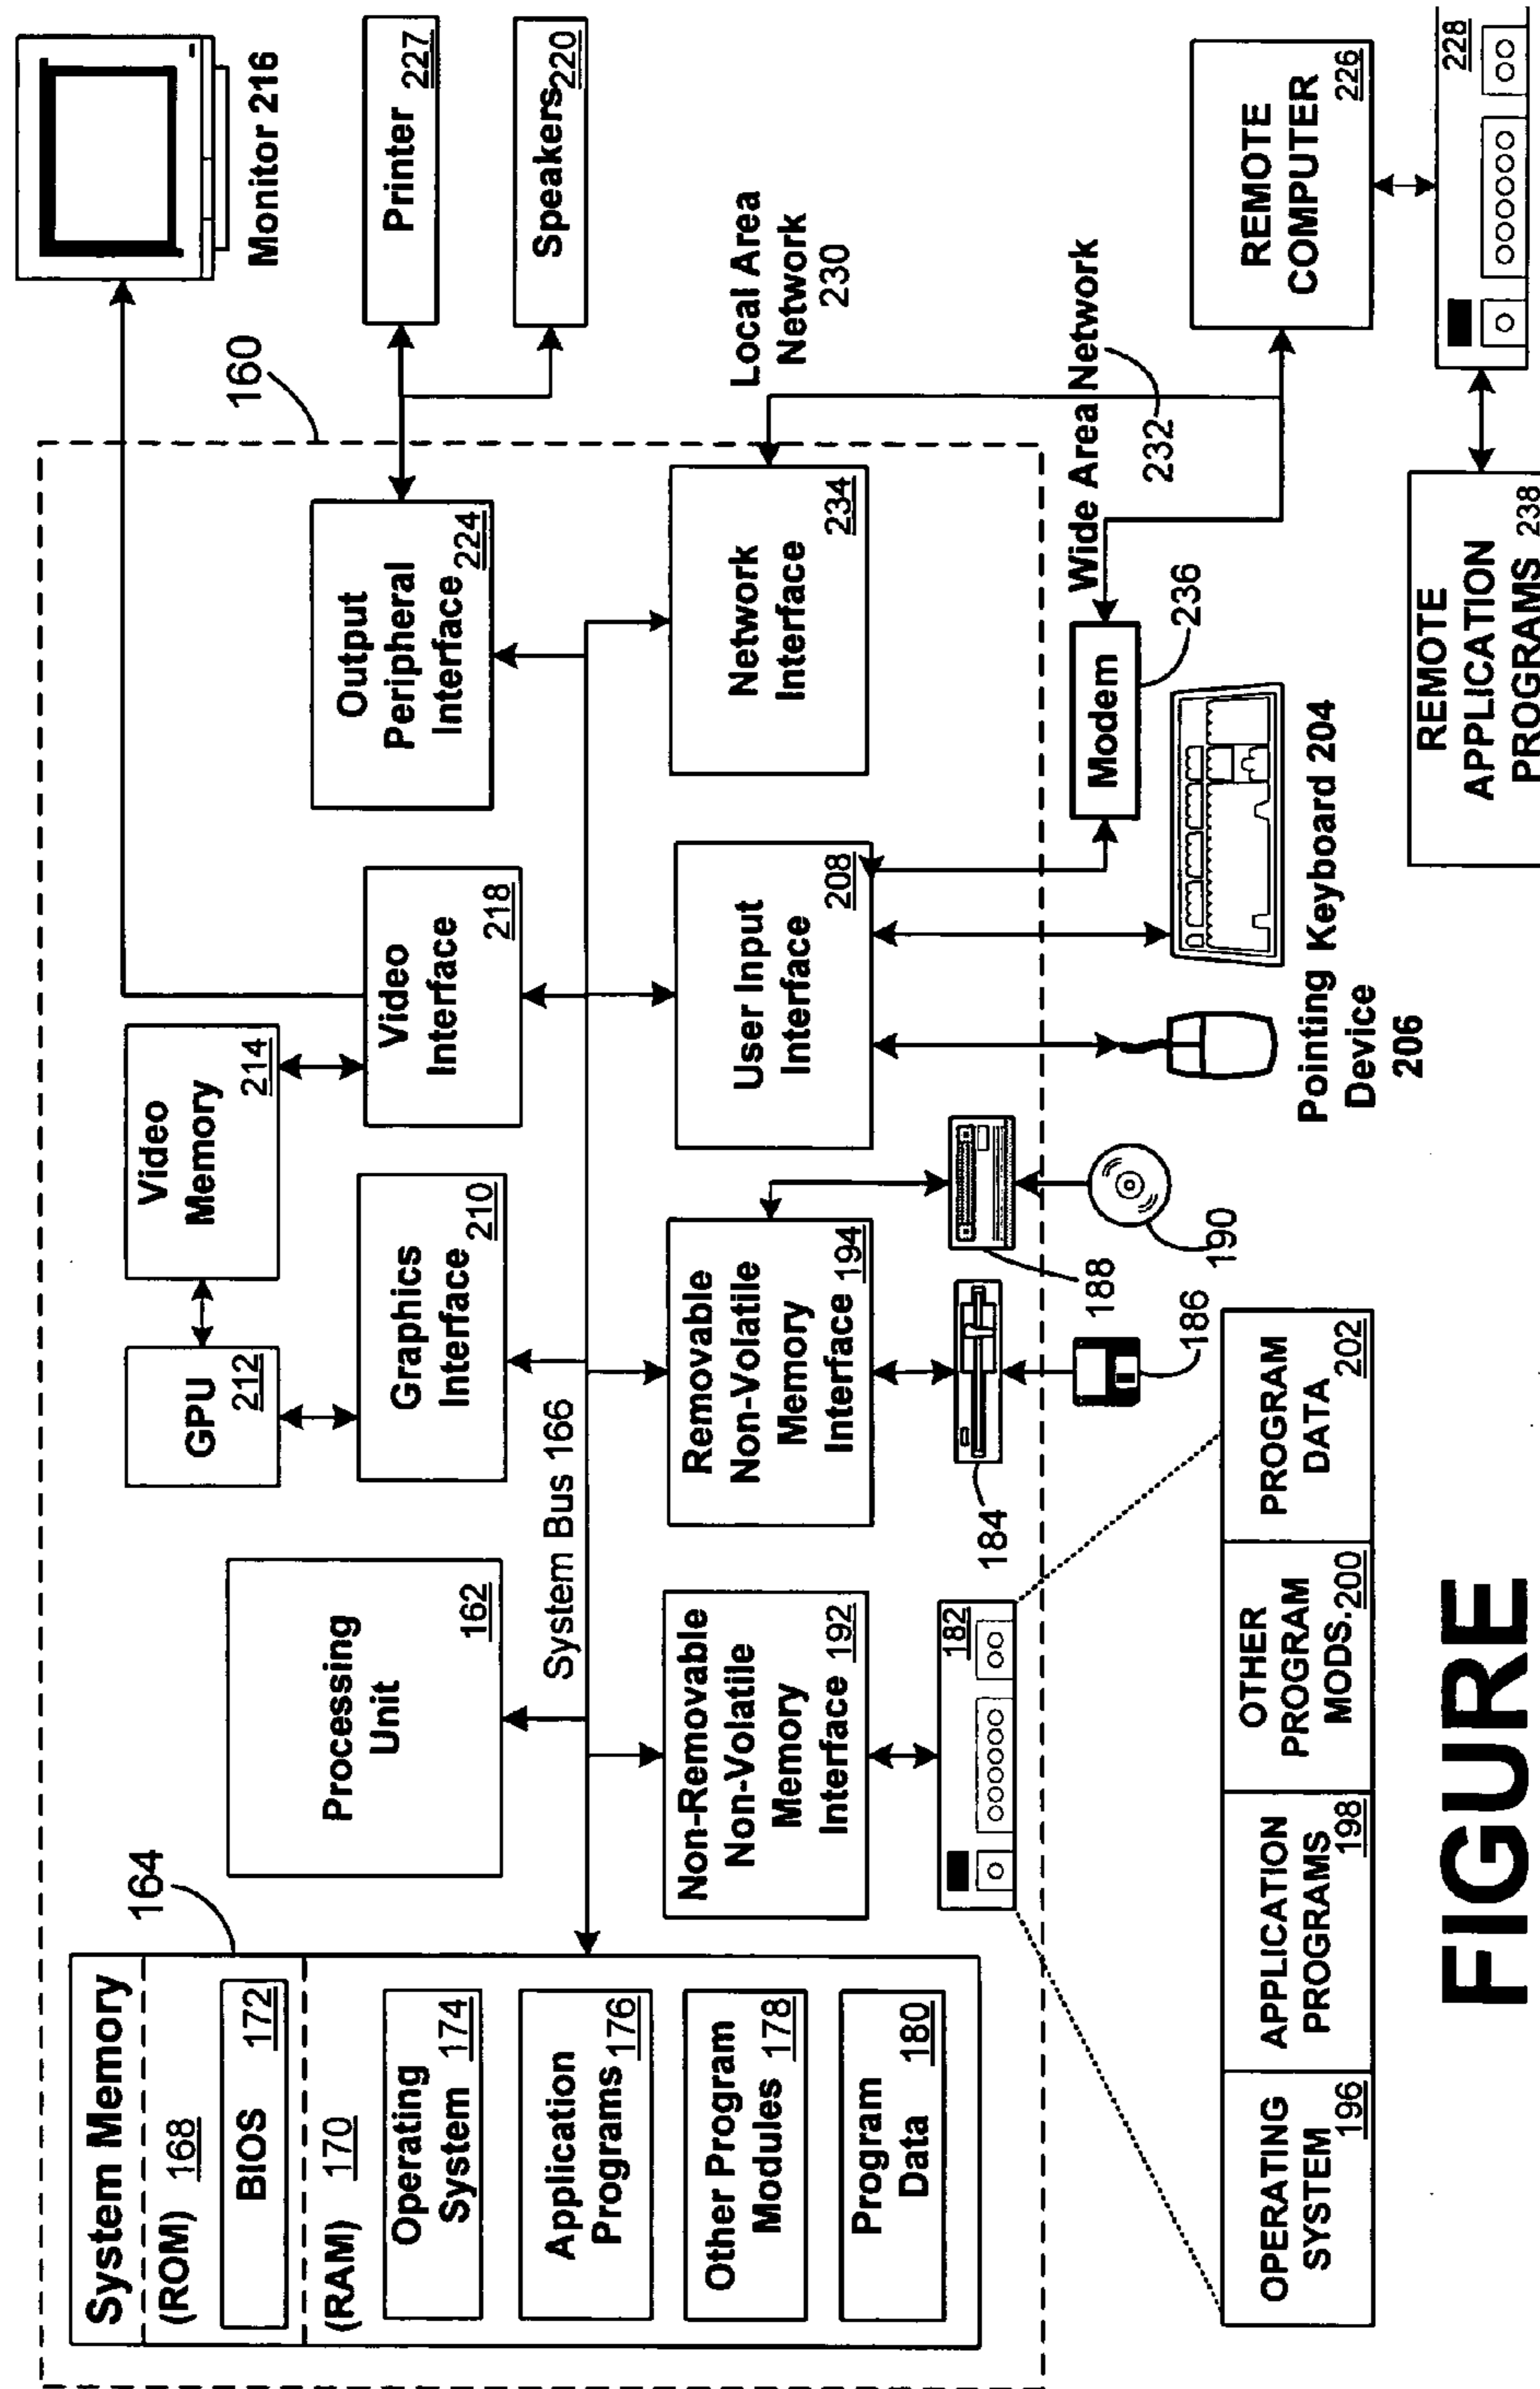 System Memory
(ROM) 168
BIOS 172
(RAM) 170
Operating
System 174
Application
Programs 176
Other Program
Modules 178
Program
Data 180
164
Processing
Unit
162
GPU
212
Video
Memory
214
Graphics
Interface
210
Video
Interface
218
Output
Peripheral
Interface
224
160
Monitor 216
Printer
227
Speakers
220
System Bus 166
Non-Removable
Non-Volatile
Memory
Interface 192
Removable
Non-Volatile
Memory
Interface 194
User Input
Interface
208
Network
Interface
234
Local Area
Network
230
182
184
188
186
190
Wide Area Network
232
Modem
236
Pointing
Device
206
Keyboard 204
REMOTE
COMPUTER
226
228
REMOTE
APPLICATION
PROGRAMS 238
OPERATING
SYSTEM
196
APPLICATION
PROGRAMS
198
OTHER
PROGRAM
MODS. 200
PROGRAM
DATA
202
FIGURE